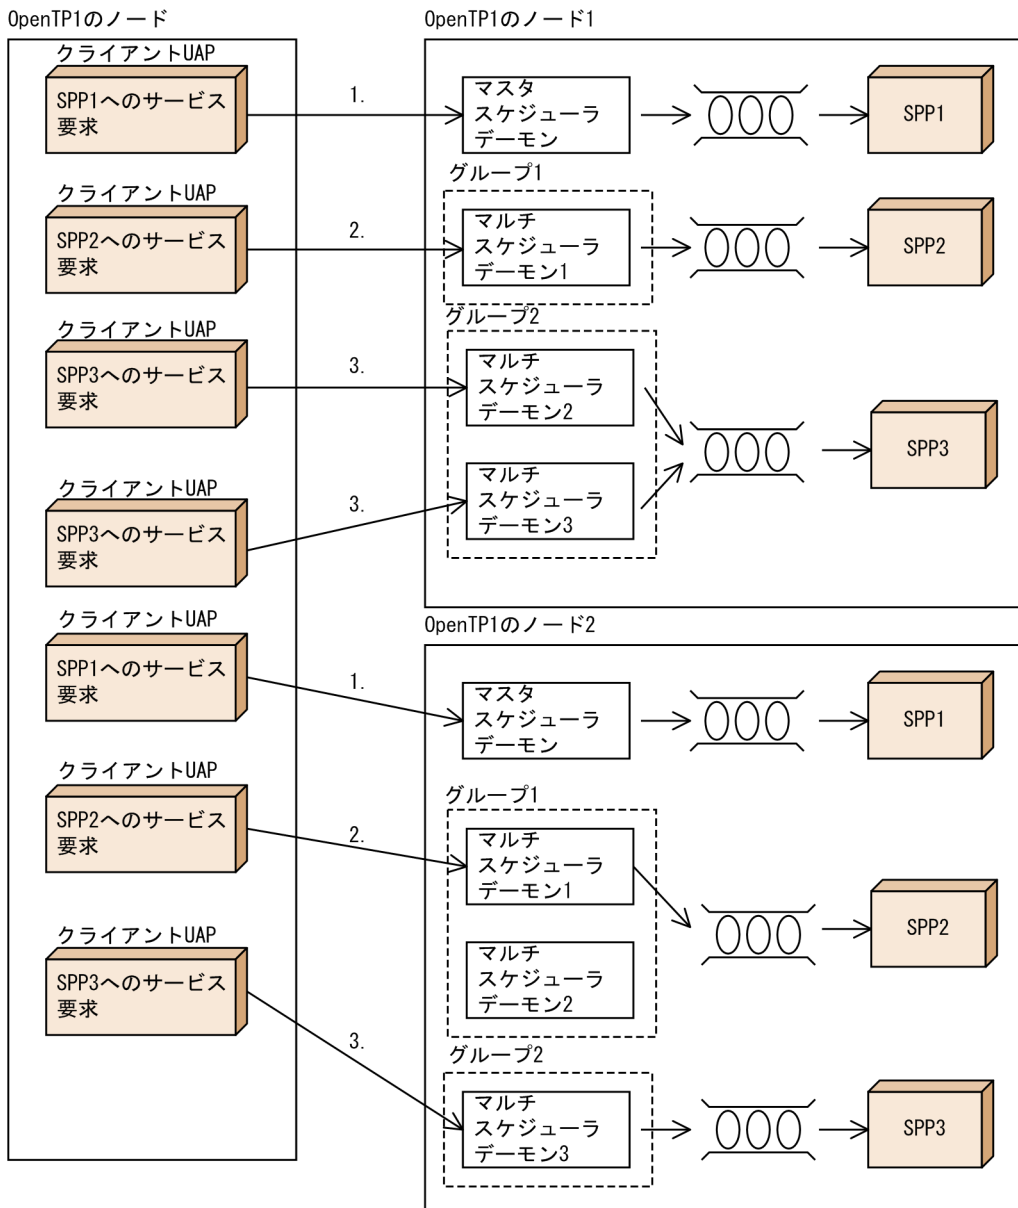 OpenTP1のノード
クライアントUAP
SPP1へのサービス
要求
クライアントUAP
SPP2へのサービス
要求
クライアントUAP
SPP3へのサービス
要求
クライアントUAP
SPP3へのサービス
要求
クライアントUAP
SPP1へのサービス
要求
クライアントUAP
SPP2へのサービス
要求
クライアントUAP
SPP3へのサービス
要求
1.
2.
3.
3.
1.
2.
3.
OpenTP1のノード1
マスタ
スケジューラ
デーモン
SPP1
グループ1
マルチ
スケジューラ
デーモン1
SPP2
グループ2
マルチ
スケジューラ
デーモン2
マルチ
スケジューラ
デーモン3
SPP3
OpenTP1のノード2
マスタ
スケジューラ
デーモン
SPP1
グループ1
マルチ
スケジューラ
デーモン1
マルチ
スケジューラ
デーモン2
SPP2
グループ2
マルチ
スケジューラ
デーモン3
SPP3